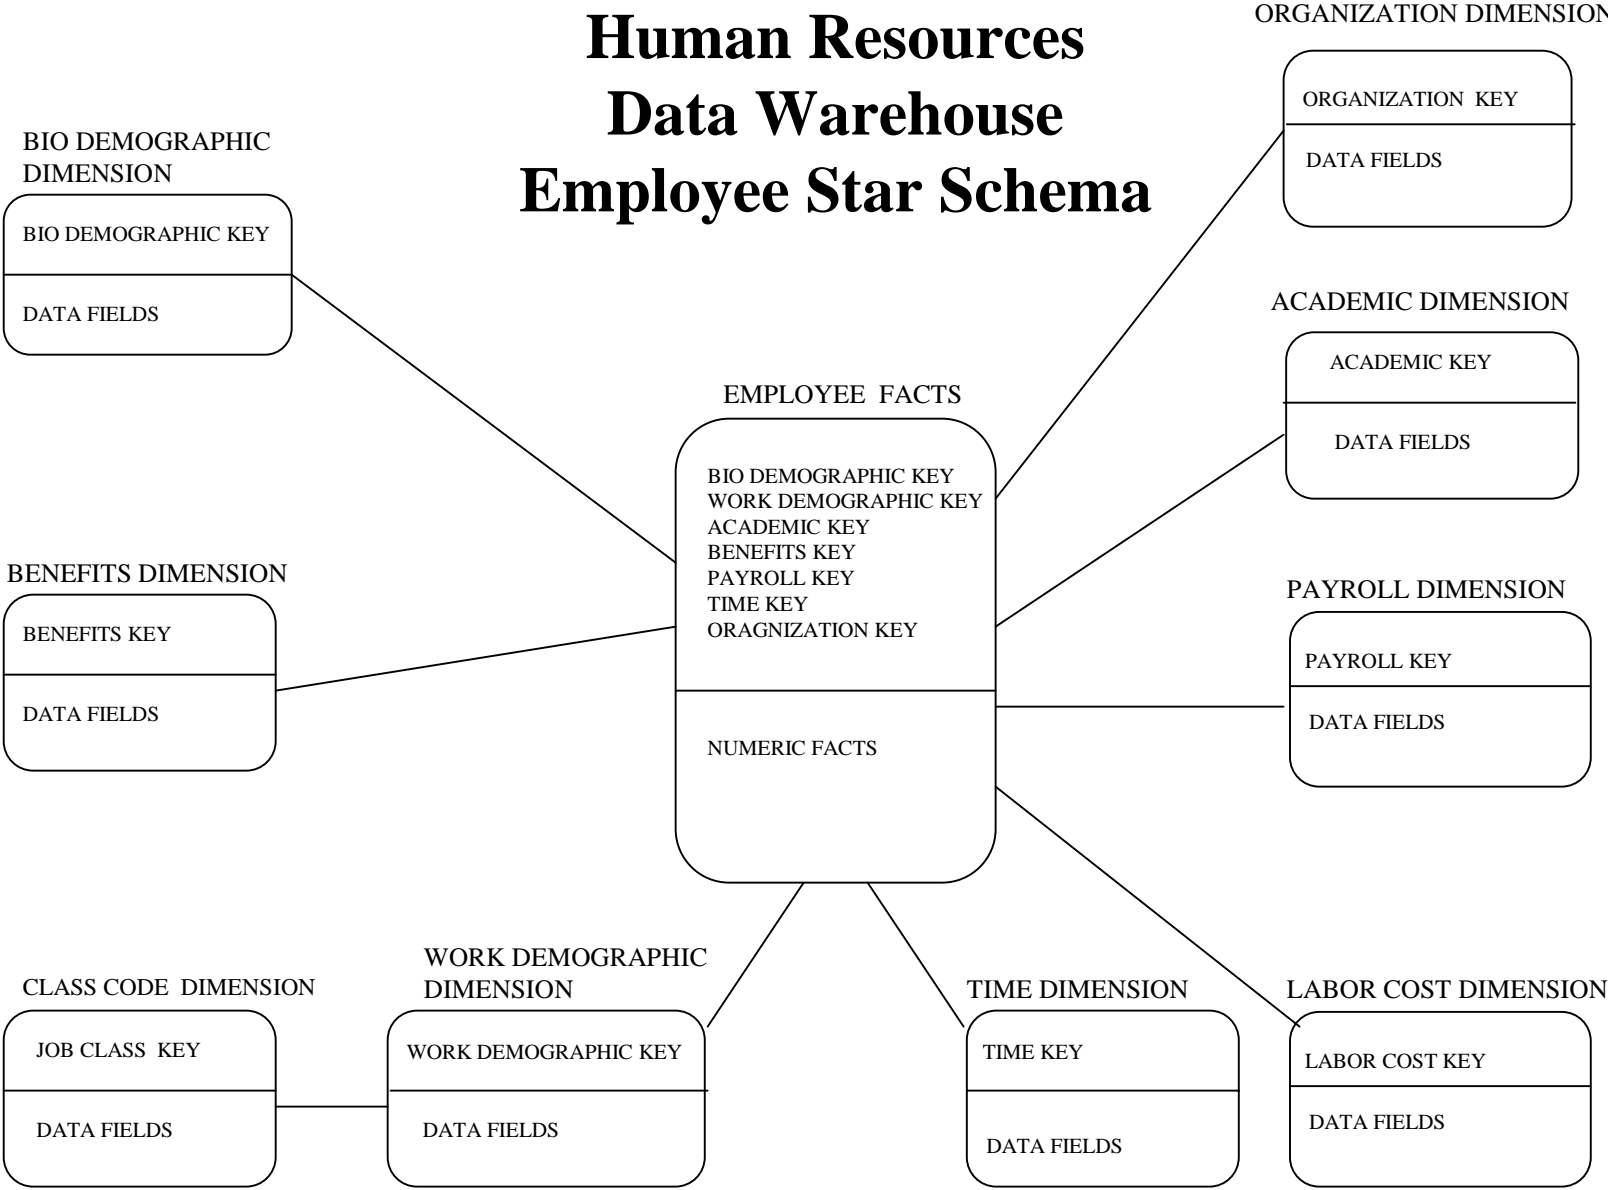 Human Resources
Data Warehouse
Employee Star Schema
ORGANIZATION DIMENSION
ORGANIZATION KEY
DATA FIELDS
BIO DEMOGRAPHIC
DIMENSION
BIO DEMOGRAPHIC KEY
DATA FIELDS
ACADEMIC DIMENSION
ACADEMIC KEY
DATA FIELDS
EMPLOYEE FACTS
BIO DEMOGRAPHIC KEY
WORK DEMOGRAPHIC KEY
ACADEMIC KEY
BENEFITS KEY
PAYROLL KEY
TIME KEY
ORAGNIZATION KEY
NUMERIC FACTS
BENEFITS DIMENSION
BENEFITS KEY
DATA FIELDS
PAYROLL DIMENSION
PAYROLL KEY
DATA FIELDS
CLASS CODE DIMENSION
JOB CLASS KEY
DATA FIELDS
WORK DEMOGRAPHIC
DIMENSION
WORK DEMOGRAPHIC KEY
DATA FIELDS
TIME DIMENSION
TIME KEY
DATA FIELDS
LABOR COST DIMENSION
LABOR COST KEY
DATA FIELDS